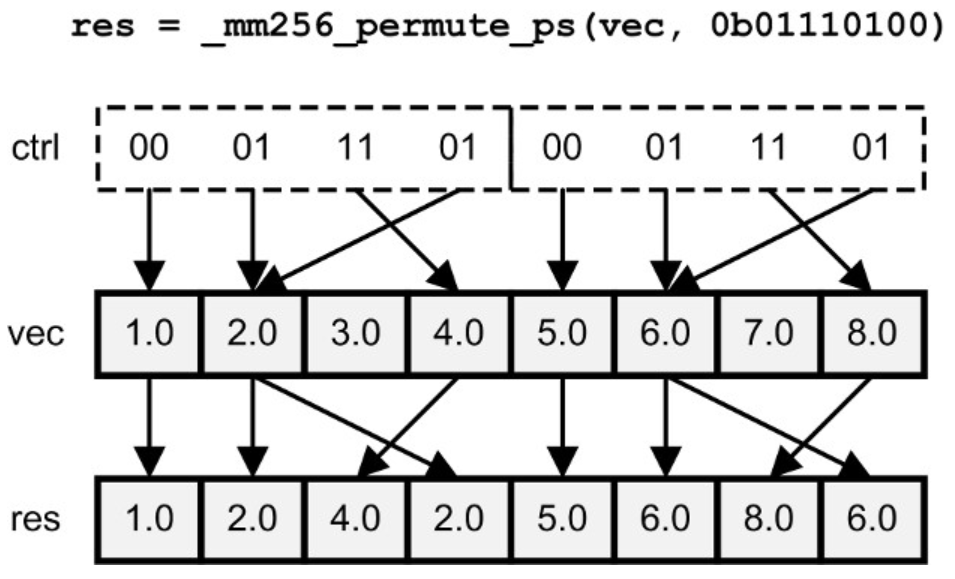 res = _mm256_permute_ps(vec, 0b01110100)
ctrl 00 01 11 01 00 01 11 01
vec 1.0 2.0 3.0 4.0 5.0 6.0 7.0 8.0
res 1.0 2.0 4.0 2.0 5.0 6.0 8.0 6.0